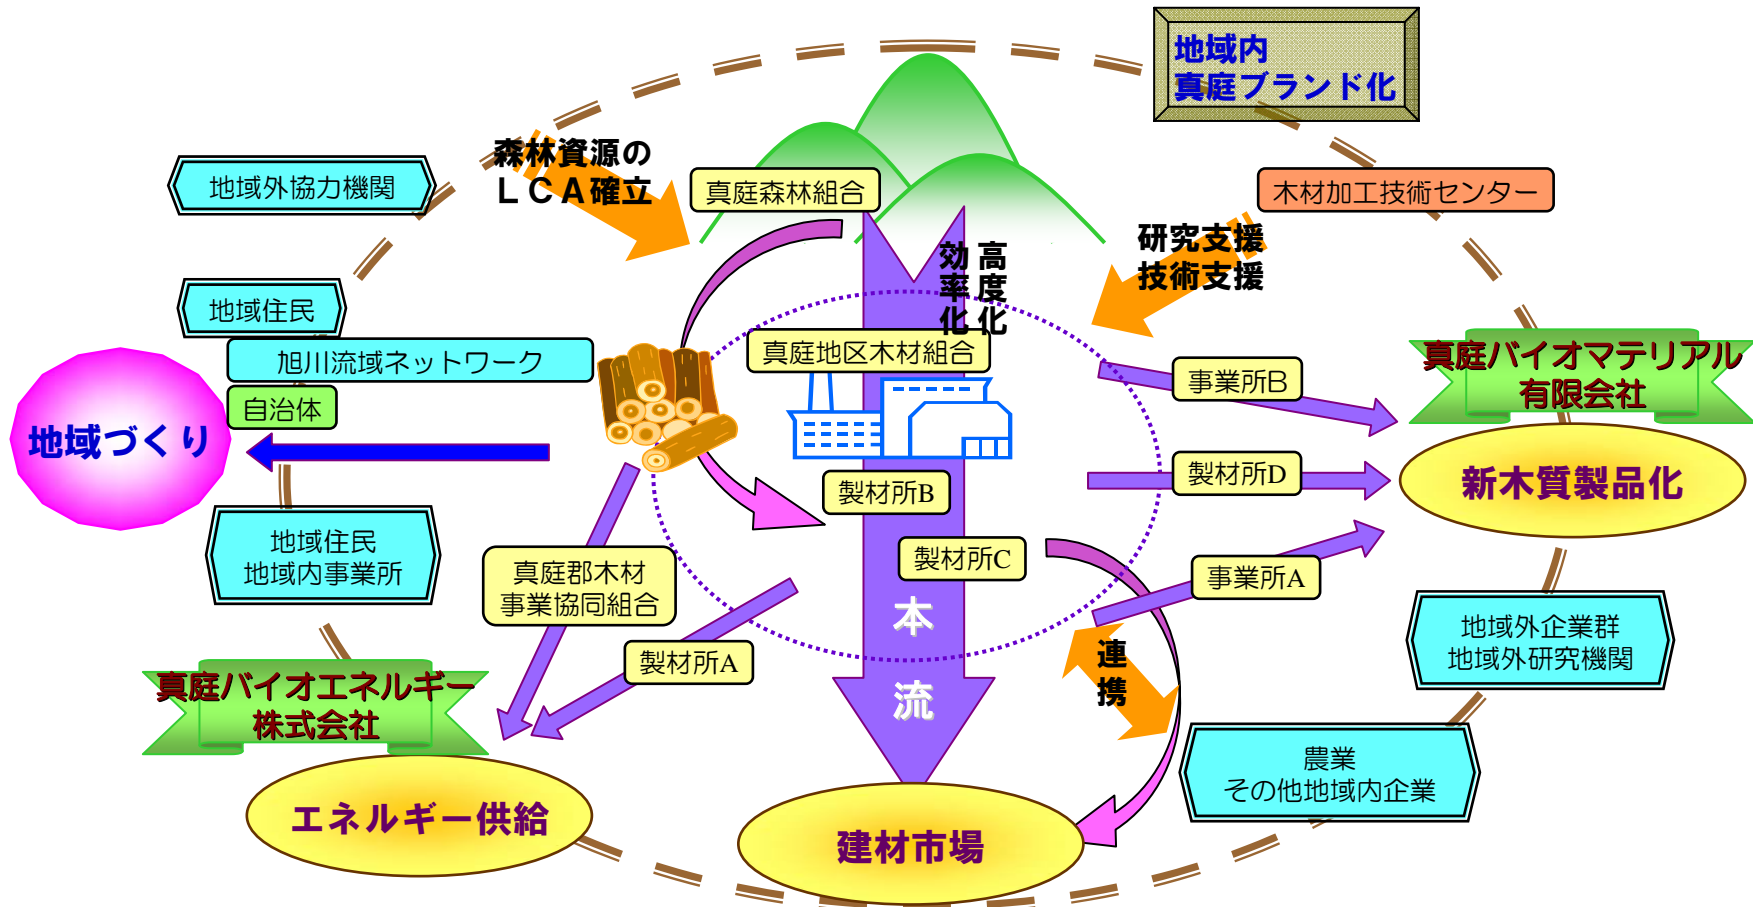 地域内
真庭ブランド化
森林資源の
ＬＣＡ確立
地域外協力機関
真庭森林組合
木材加工技術センター
研究支援
技術支援
高度化
効率化
地域住民
旭川流域ネットワーク
自治体
地域づくり
真庭地区木材組合
事業所B
真庭バイオマテリアル
有限会社
製材所B
製材所D
新木質製品化
地域住民
地域内事業所
真庭郡木材
事業協同組合
製材所C
事業所A
本流
製材所A
連携
地域外企業群
地域外研究機関
真庭バイオエネルギー
株式会社
農業
その他地域内企業
エネルギー供給
建材市場